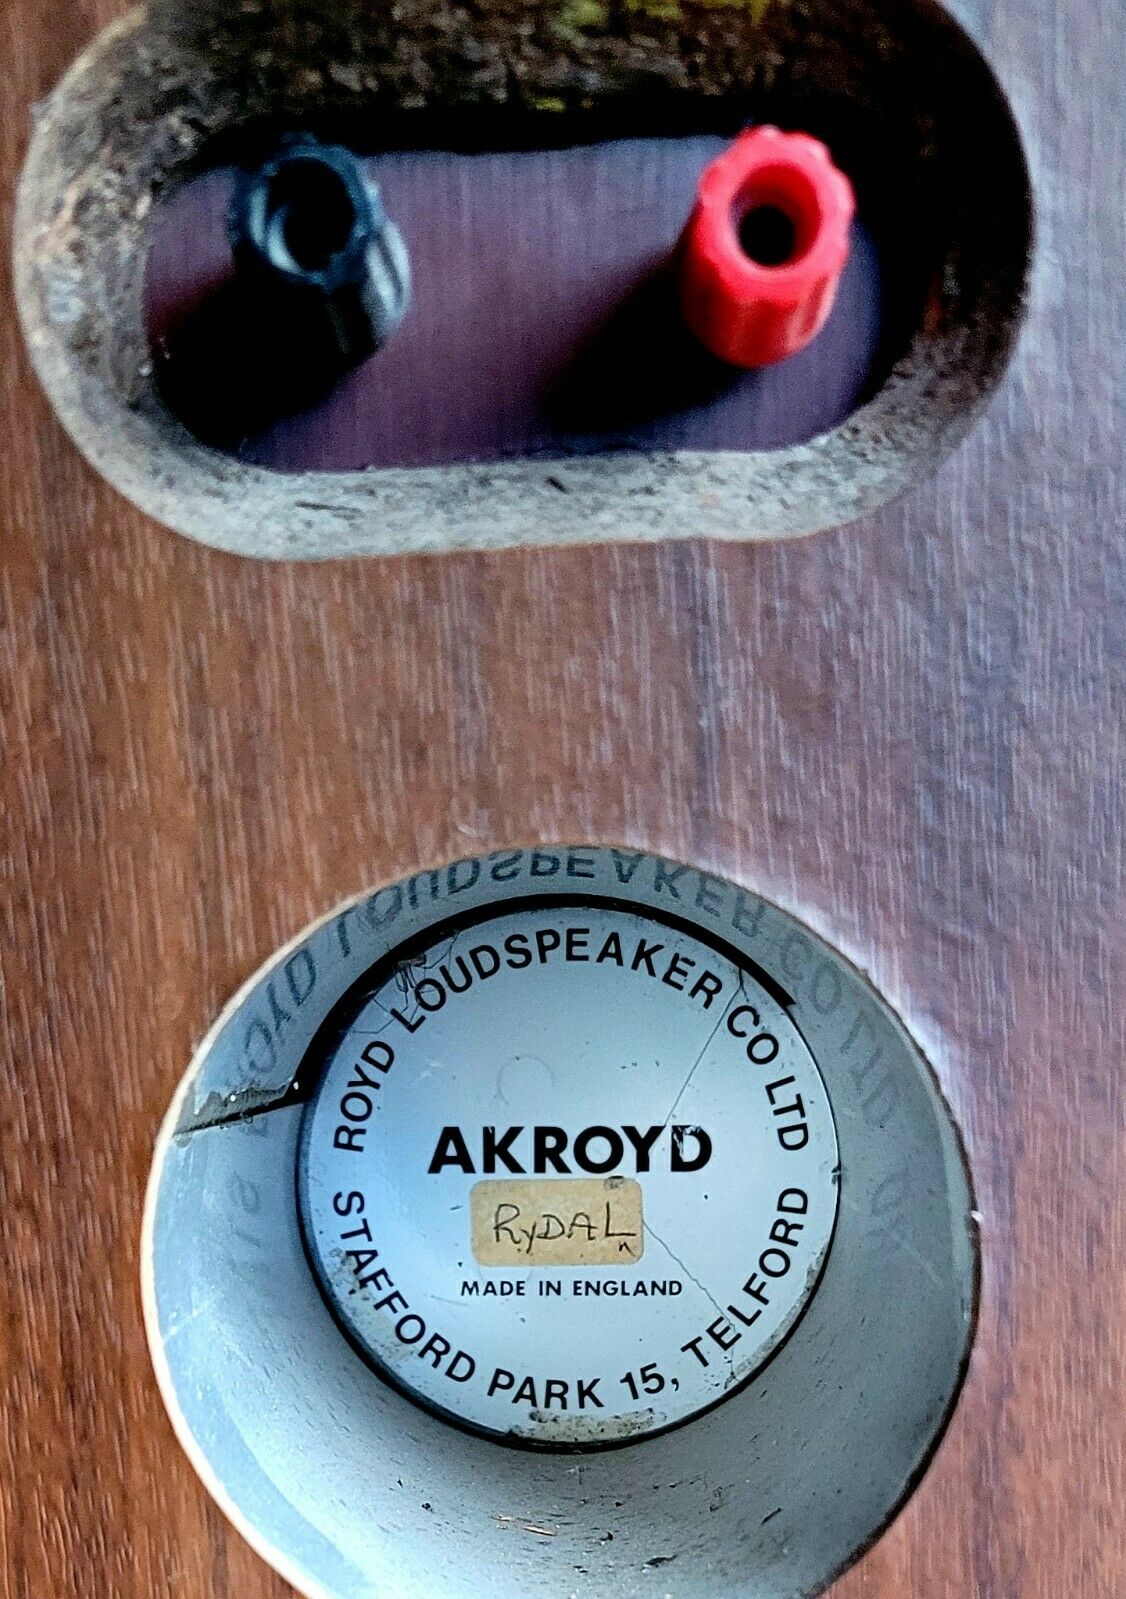 ROYD LOUDSPEAKER CO LTD
AKROYD
RyDAL
MADE IN ENGLAND
STAFFORD PARK 15, TELFORD